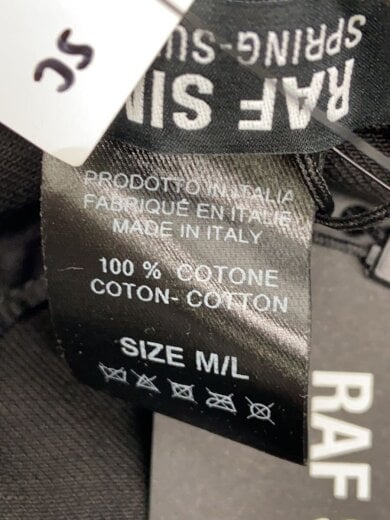 RAF SIM
SPRING-SU
PRODOTTO IN ITALIA
FABRIQUÉ EN ITALIE
MADE IN ITALY
100 % COTONE
COTON- COTTON
SIZE M/L
RAF